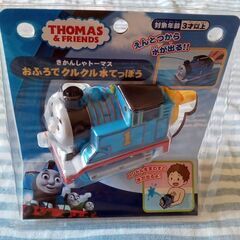 THOMAS
& FRIENDS
対象年齢 3才以上
えんとつから
水が出る!!
きかんしゃトーマス
おふろでクルクル水てっぽう